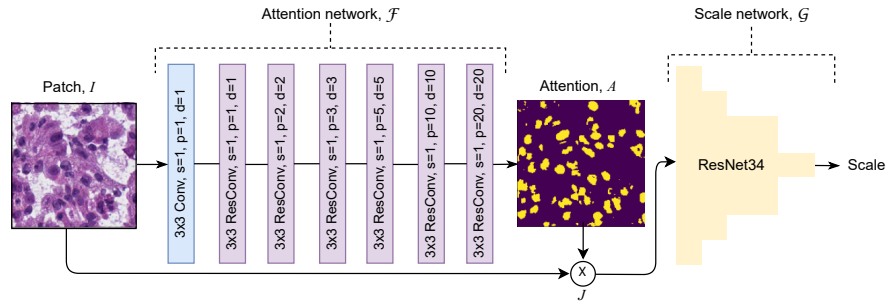 Attention network, ℱ
Scale network, 𝒢
Patch, I
3x3 Conv, s=1, p=1, d=1
3x3 ResConv, s=1, p=1, d=1
3x3 ResConv, s=1, p=2, d=2
3x3 ResConv, s=1, p=3, d=3
3x3 ResConv, s=1, p=5, d=5
3x3 ResConv, s=1, p=10, d=10
3x3 ResConv, s=1, p=20, d=20
Attention, A
ResNet34
Scale
X
J